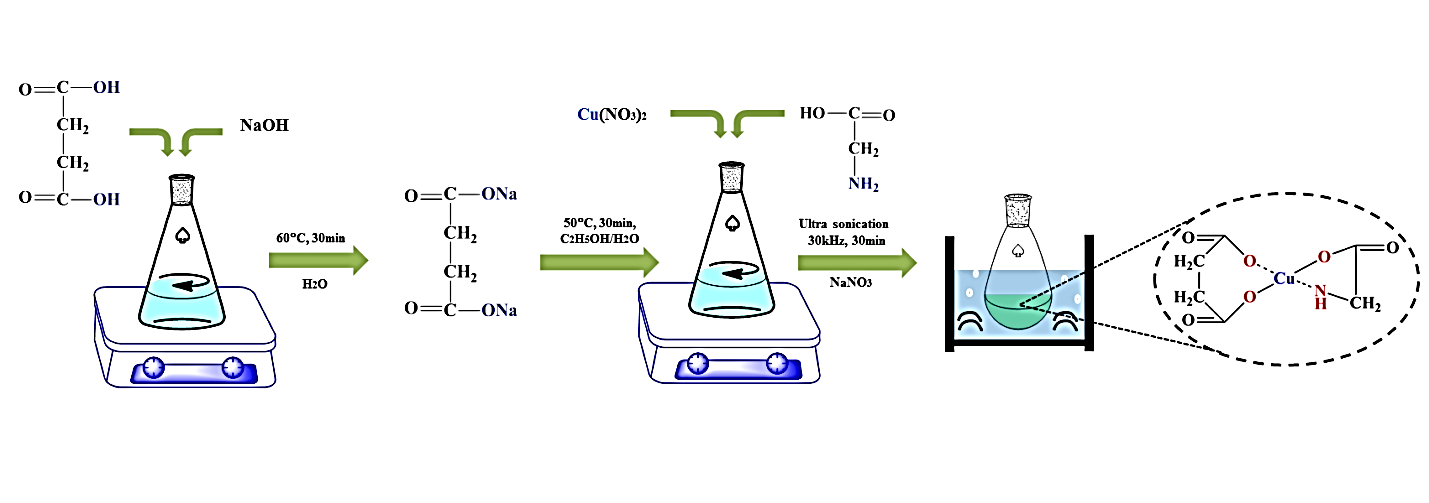 O=C—OH
CH2
CH2
O=C—OH
NaOH
60°C, 30min
H2O
O=C—ONa
CH2
CH2
O=C—ONa
50°C, 30min,
C2H5OH/H2O
Cu(NO3)2
HO—C=O
CH2
NH2
Ultra sonication
30kHz, 30min
NaNO3
O
O
O
O
H2C
Cu
H2C
N
H
CH2
O
O